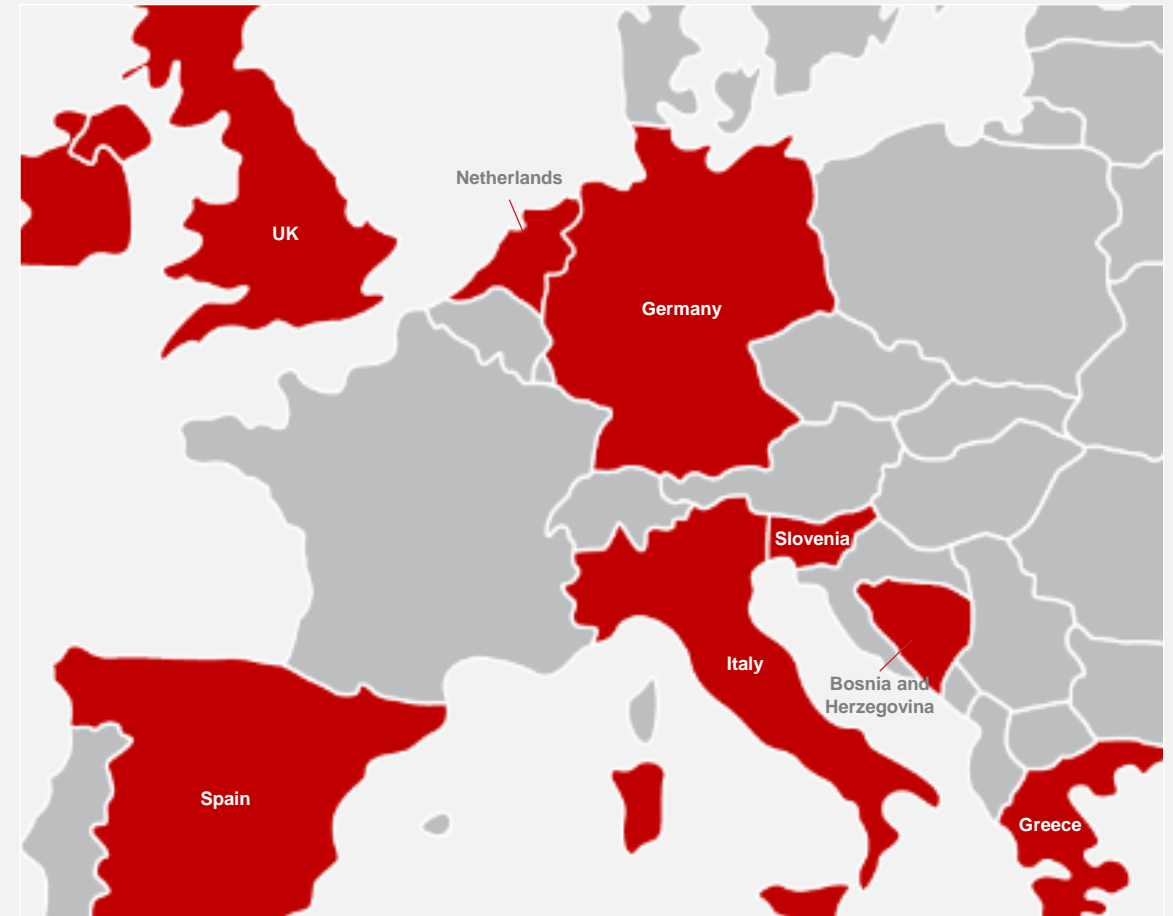 Netherlands
UK
Germany
Slovenia
Italy
Bosnia and
Herzegovina
Spain
Greece